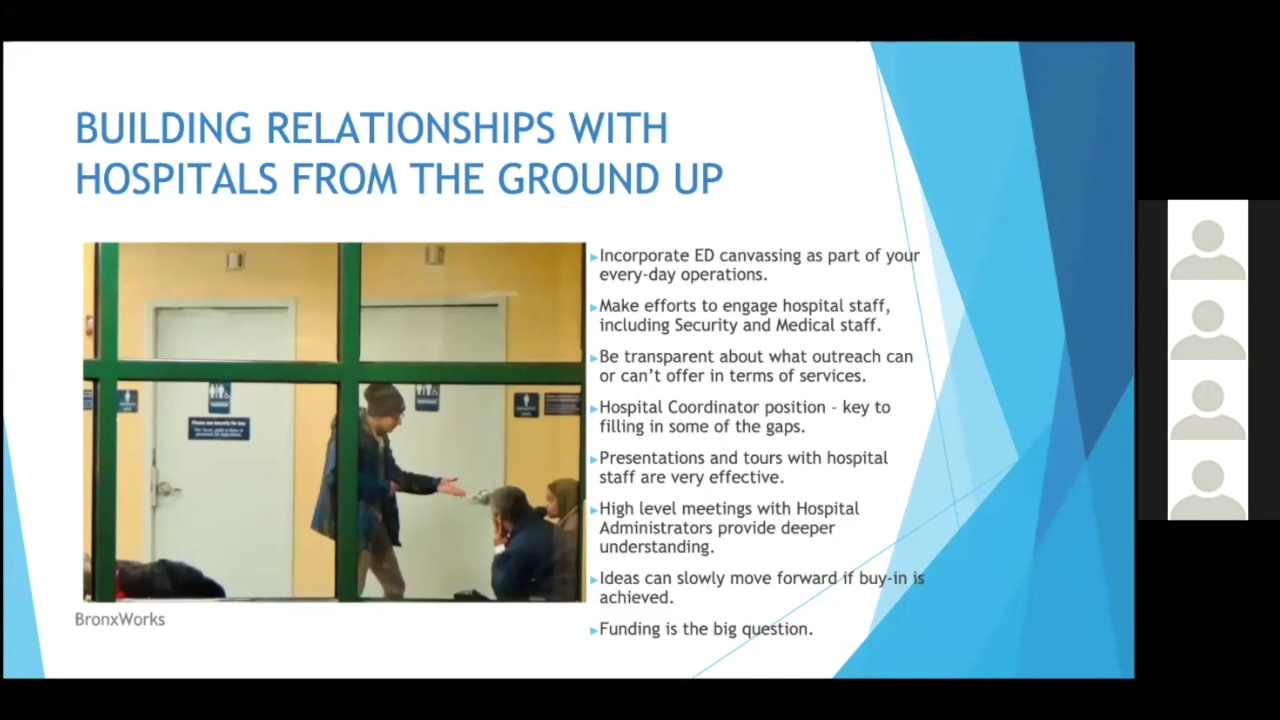 BUILDING RELATIONSHIPS WITH
HOSPITALS FROM THE GROUND UP
Incorporate ED canvassing as part of your
every-day operations.
Make efforts to engage hospital staff,
including Security and Medical staff.
Be transparent about what outreach can
or can’t offer in terms of services.
Hospital Coordinator position – key to
filling in some of the gaps.
Presentations and tours with hospital
staff are very effective.
High level meetings with Hospital
Administrators provide deeper
understanding.
Ideas can slowly move forward if buy-in is
achieved.
Funding is the big question.
BronxWorks